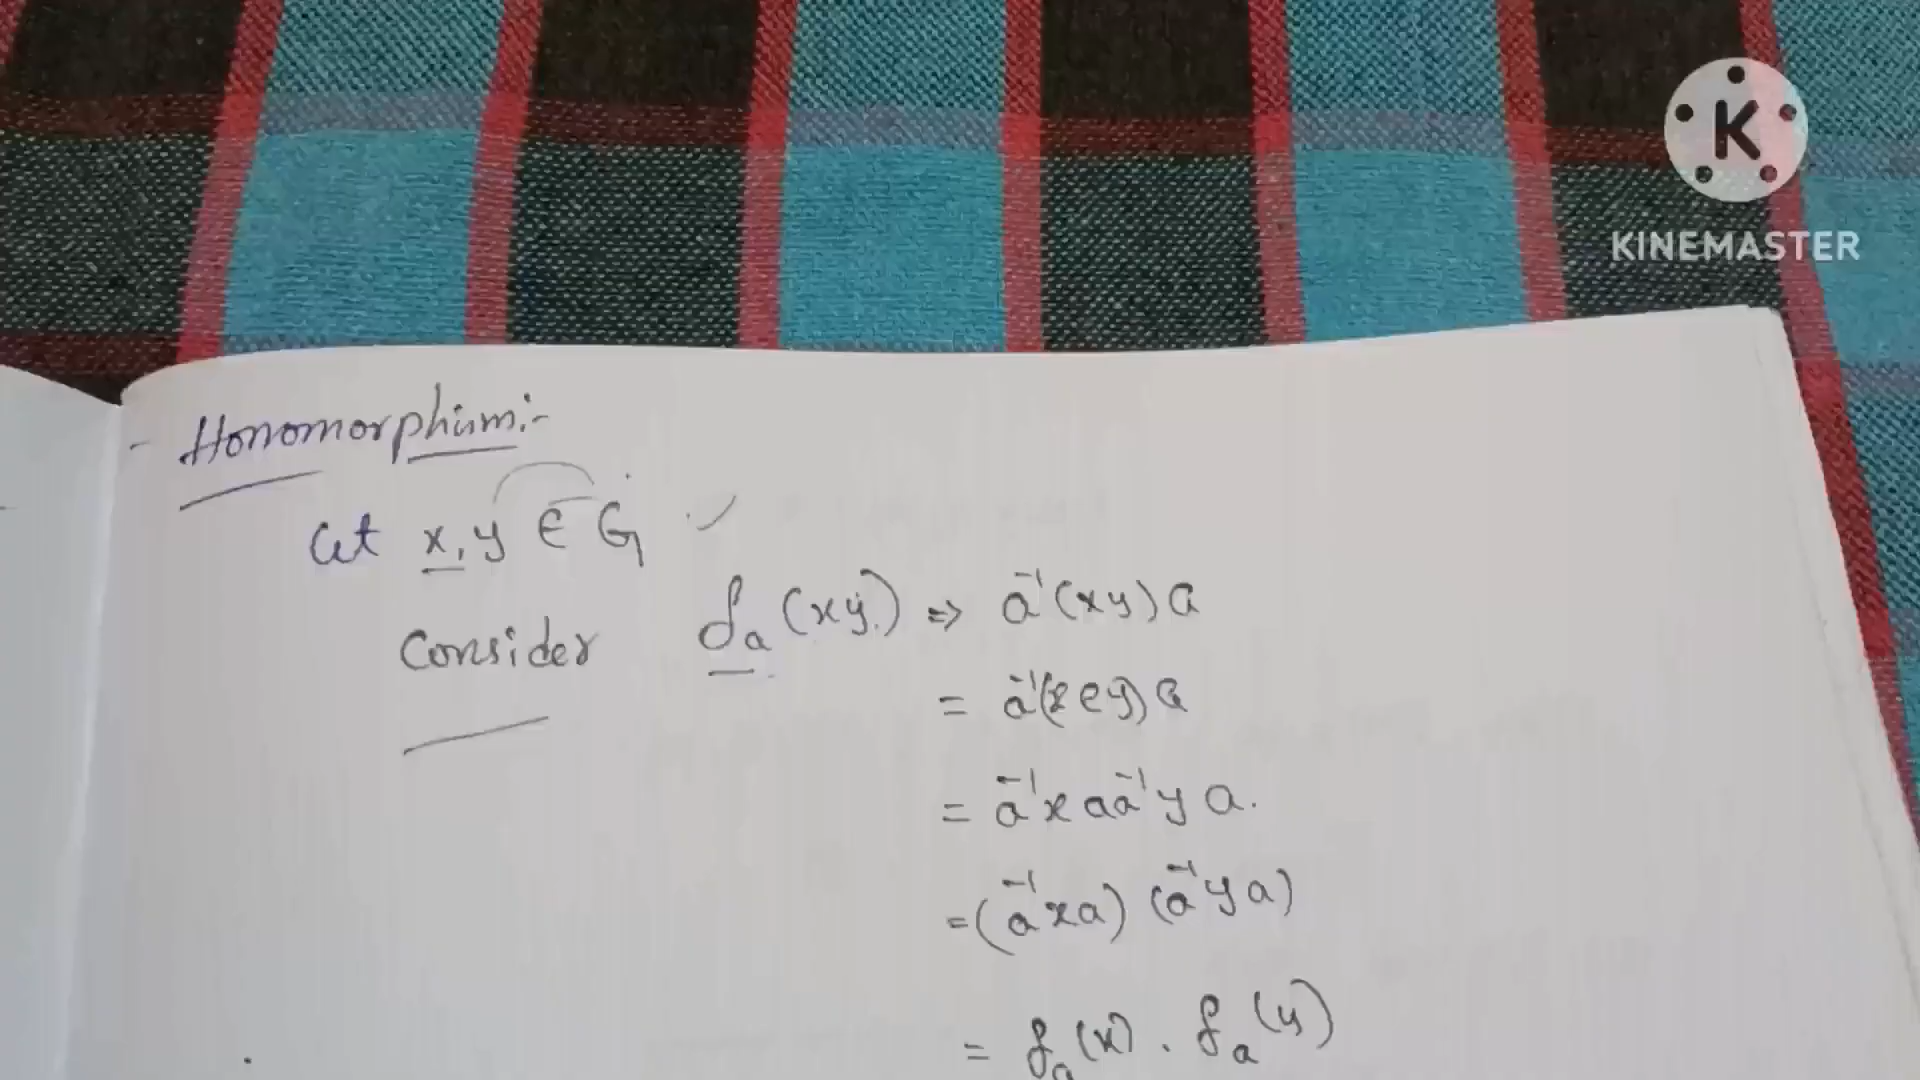 K
KINEMASTER
- Homomorphism:-
Let x, y ∈ G
Consider fₐ(xy) ⇒ a⁻¹(xy)a
= a⁻¹(xey)a
= a⁻¹xaa⁻¹ya.
=(a⁻¹xa) (a⁻¹ya)
= fₐ(x) . fₐ(y)